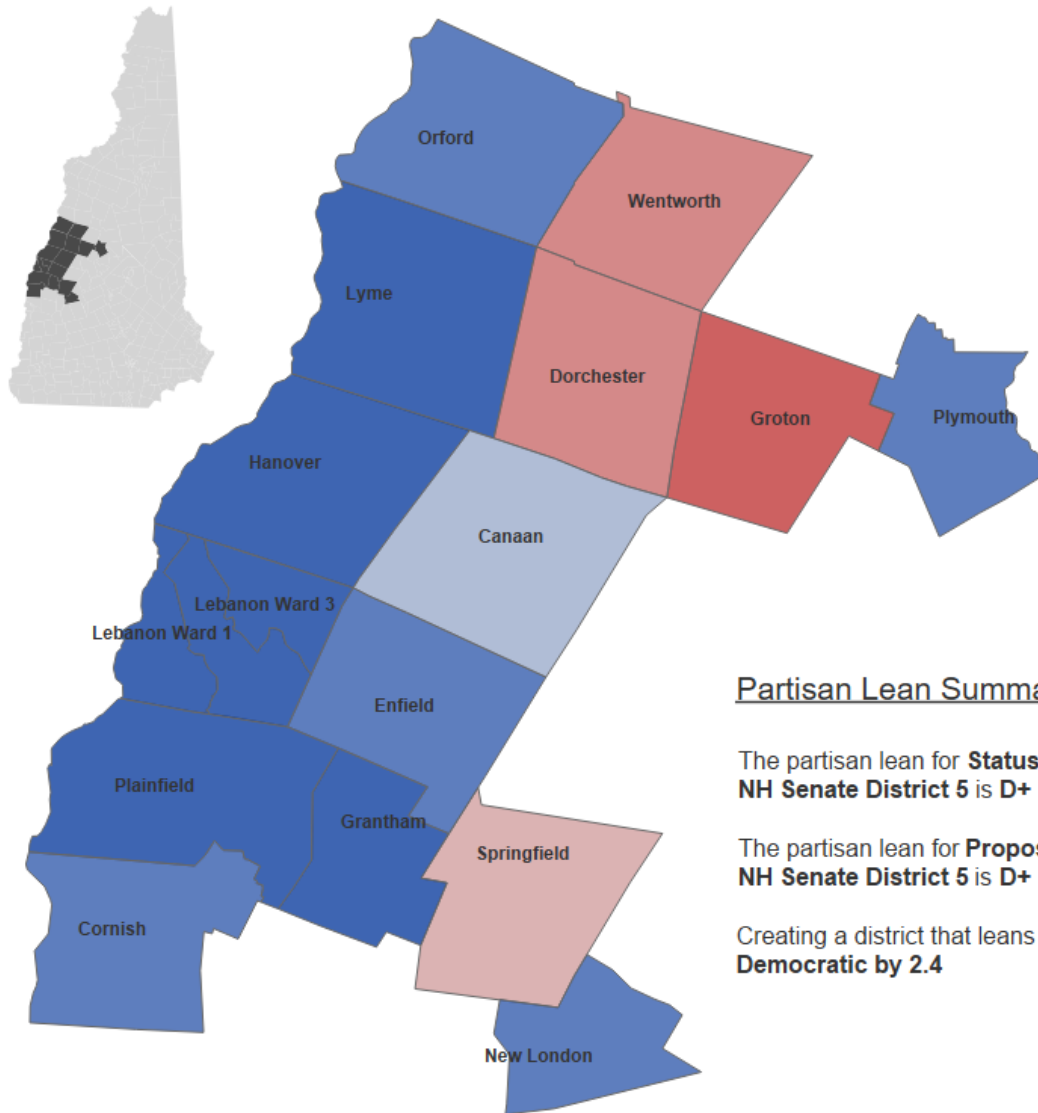 Orford
Wentworth
Lyme
Dorchester
Groton
Plymouth
Hanover
Canaan
Lebanon Ward 3
Lebanon Ward 1
Enfield
Partisan Lean Summa
The partisan lean for Status
NH Senate District 5 is D+
Plainfield
Grantham
Springfield
The partisan lean for Propos
NH Senate District 5 is D+
Cornish
Creating a district that leans
Democratic by 2.4
New London